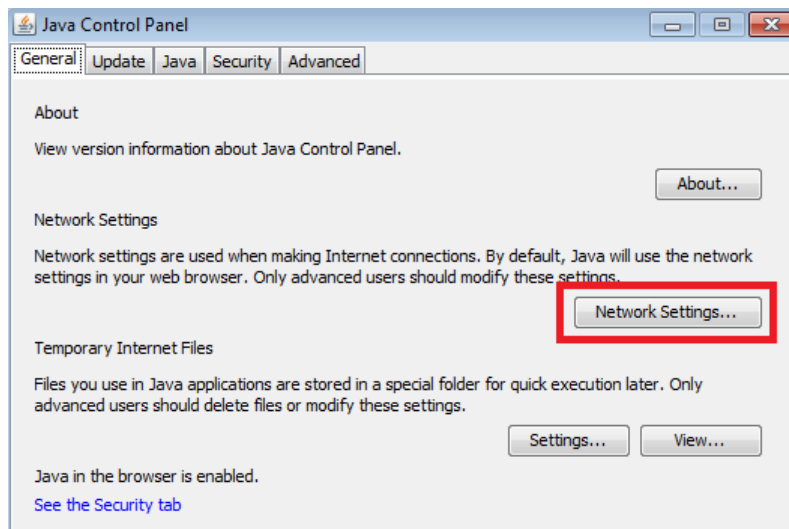 Java Control Panel
General
Update
Java
Security
Advanced
About
View version information about Java Control Panel.
About...
Network Settings
Network settings are used when making Internet connections. By default, Java will use the network
settings in your web browser. Only advanced users should modify these settings.
Network Settings...
Temporary Internet Files
Files you use in Java applications are stored in a special folder for quick execution later. Only
advanced users should delete files or modify these settings.
Settings...
View...
Java in the browser is enabled.
See the Security tab